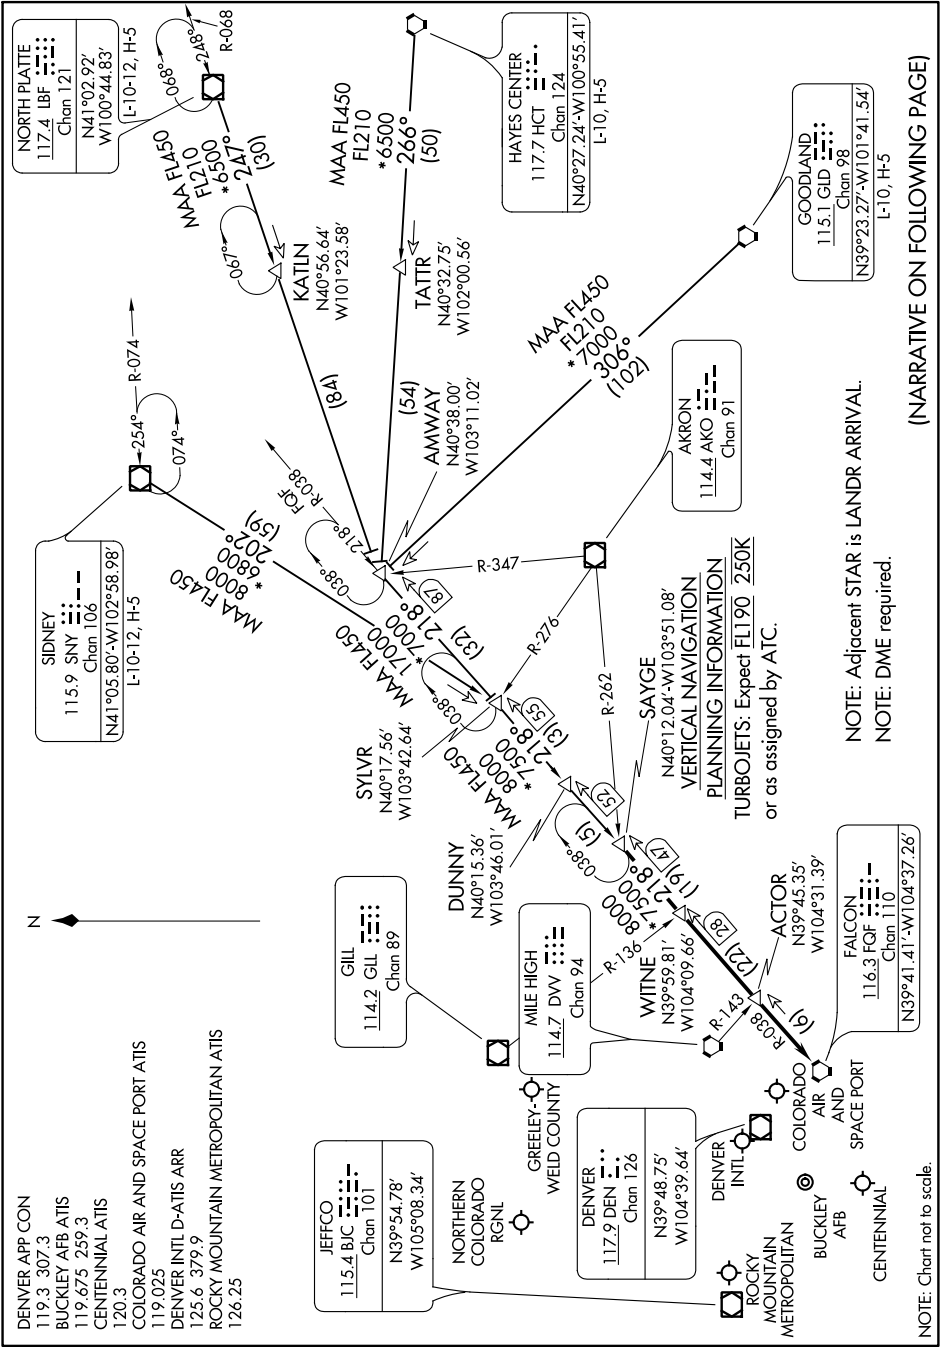 DENVER APP CON
119.3 307.3
BUCKLEY AFB ATIS
119.675 259.3
CENTENNIAL ATIS
120.3
COLORADO AIR AND SPACE PORT ATIS
119.025
DENVER INTL D-ATIS ARR
125.6 379.9
ROCKY MOUNTAIN METROPOLITAN ATIS
126.25
N
SIDNEY
115.9 SNY
Chan 106
N41°05.80'-W102°58.98'
L-10-12, H-5
254°
R-074
074°
NORTH PLATTE
117.4 LBF
Chan 121
N41°02.92'
W100°44.83'
L-10-12, H-5
068°
248°
R-068
MAA FL450
FL210
*6500
247°
(30)
067°
KATLN
N40°56.64'
W101°23.58'
(84)
MAA FL450
FL210
*6500
266°
(50)
HAYES CENTER
117.7 HCT
Chan 124
N40°27.24'-W100°55.41'
L-10, H-5
TATTR
N40°32.75'
W102°00.56'
(54)
AMWAY
N40°38.00'
W103°11.02'
MAA FL450
FL210
*7000
306°
(102)
GOODLAND
115.1 GLD
Chan 98
N39°23.27'-W101°41.54'
L-10, H-5
MAA FL450
8000
*6800
202°
(59)
FQF
R-038
218°
038°
87
MAA FL450
17000
*7000
218°
(32)
R-347
AKRON
114.4 AKO
Chan 91
R-276
R-262
038°
SYLVR
N40°17.56'
W103°42.64'
55
MAA FL450
8000
*7500
218°
(3)
DUNNY
N40°15.36'
W103°46.01'
52
(5)
038°
SAYGE
N40°12.04'-W103°51.08'
VERTICAL NAVIGATION
PLANNING INFORMATION
TURBOJETS: Expect FL190 250K
or as assigned by ATC.
47
8000
*7500
218°
(19)
GILL
114.2 GLL
Chan 89
R-136
WITNE
N39°59.81'
W104°09.66'
28
(22)
MILE HIGH
114.7 DVV
Chan 94
R-143
ACTOR
N39°45.35'
W104°31.39'
R-038
(6)
FALCON
116.3 FQF
Chan 110
N39°41.41'-W104°37.26'
JEFFCO
115.4 BJC
Chan 101
N39°54.78'
W105°08.34'
NORTHERN
COLORADO
RGNL
GREELEY-
WELD COUNTY
DENVER
117.9 DEN
Chan 126
N39°48.75'
W104°39.64'
DENVER
INTL
COLORADO
AIR
AND
SPACE PORT
ROCKY
MOUNTAIN
METROPOLITAN
BUCKLEY
AFB
CENTENNIAL
NOTE: Adjacent STAR is LANDR ARRIVAL.
NOTE: DME required.
(NARRATIVE ON FOLLOWING PAGE)
NOTE: Chart not to scale.